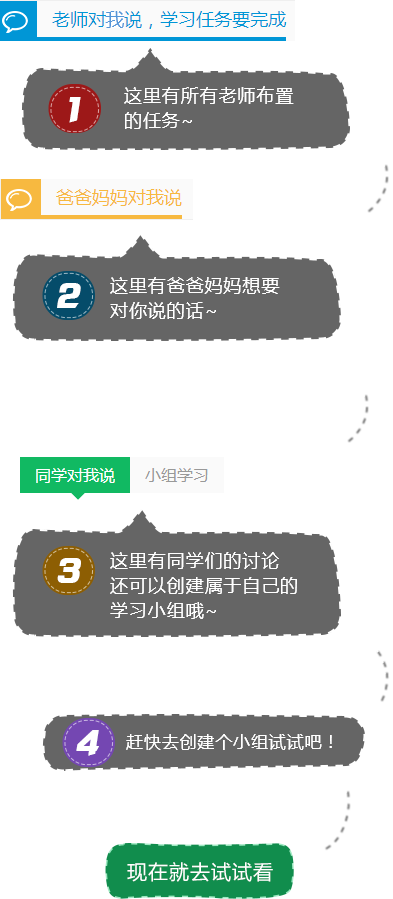 老师对我说，学习任务要完成
1
这里有所有老师布置
的任务~
爸爸妈妈对我说
2
这里有爸爸妈妈想要
对你说的话~
同学对我说 小组学习
3
这里有同学们的讨论
还可以创建属于自己的
学习小组哦~
4
赶快去创建个小组试试吧！
现在就去试试看